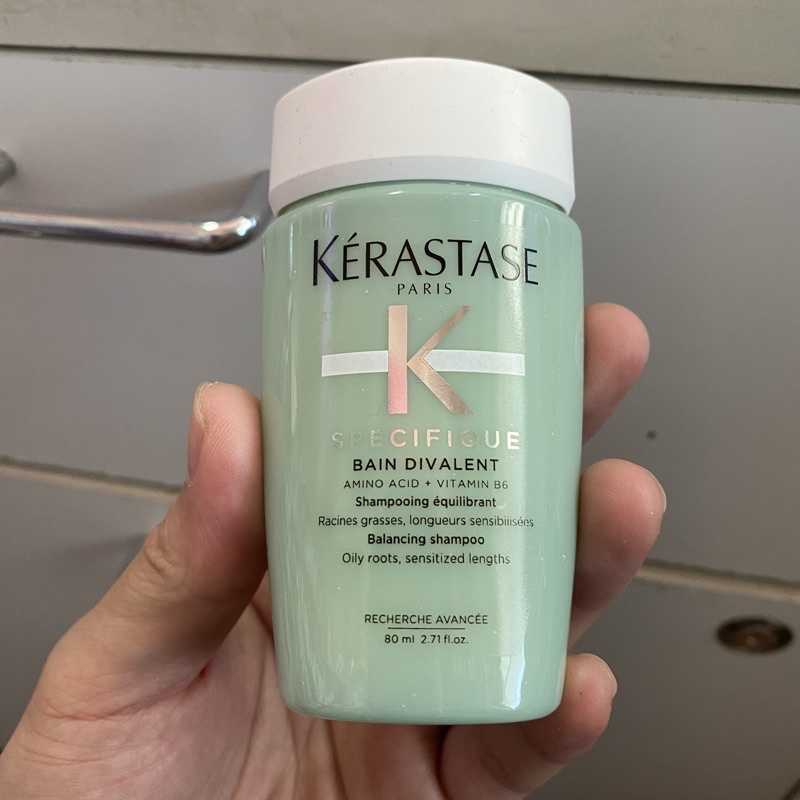 KÉRASTASE
PARIS
K
SPÉCIFIQUE
BAIN DIVALENT
AMINO ACID + VITAMIN B6
Shampooing équilibrant
Racines grasses, longueurs sensibilisées
Balancing shampoo
Oily roots, sensitized lengths
RECHERCHE AVANCÉE
80 ml 2.71 fl.oz.